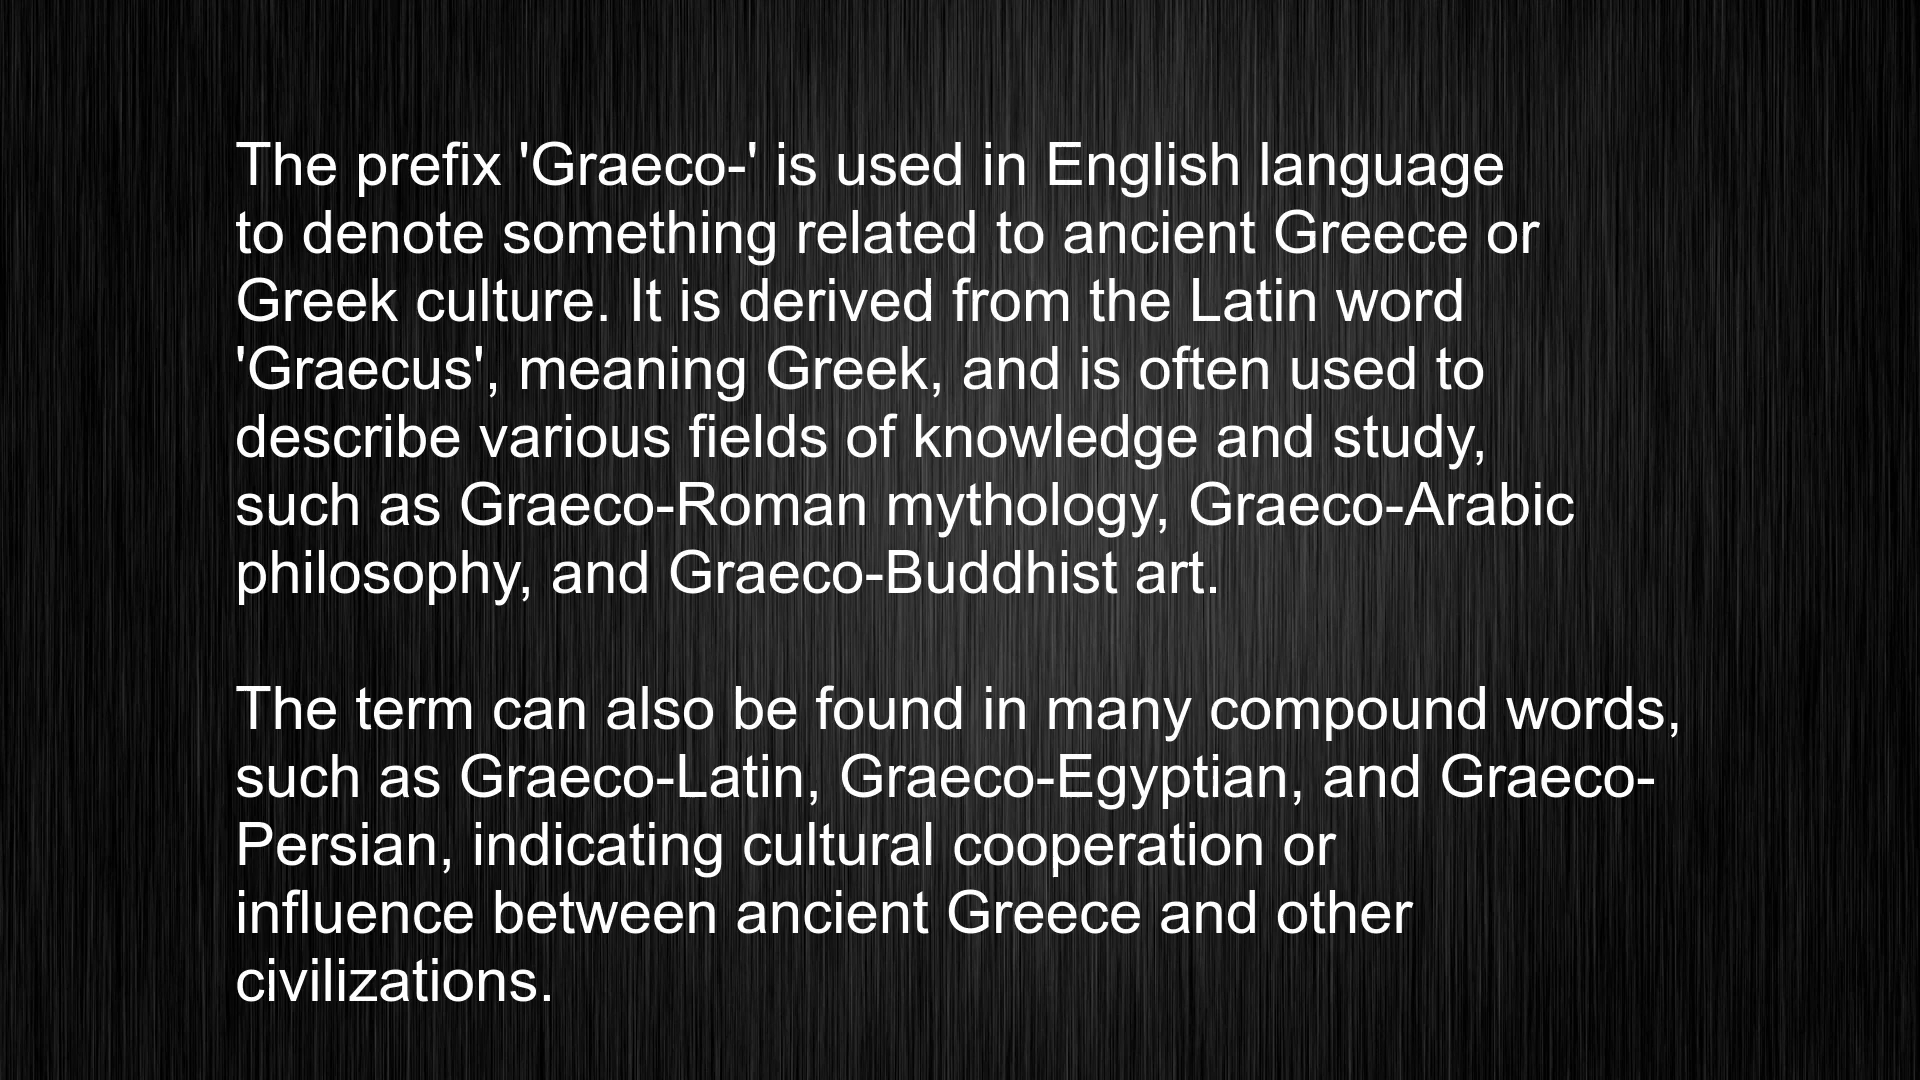 The prefix 'Graeco-' is used in English language
to denote something related to ancient Greece or
Greek culture. It is derived from the Latin word
'Graecus', meaning Greek, and is often used to
describe various fields of knowledge and study,
such as Graeco-Roman mythology, Graeco-Arabic
philosophy, and Graeco-Buddhist art.
The term can also be found in many compound words,
such as Graeco-Latin, Graeco-Egyptian, and Graeco-
Persian, indicating cultural cooperation or
influence between ancient Greece and other
civilizations.